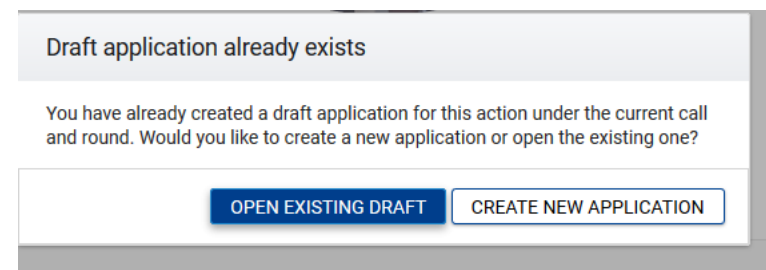 Draft application already exists
You have already created a draft application for this action under the current call
and round. Would you like to create a new application or open the existing one?
OPEN EXISTING DRAFT
CREATE NEW APPLICATION